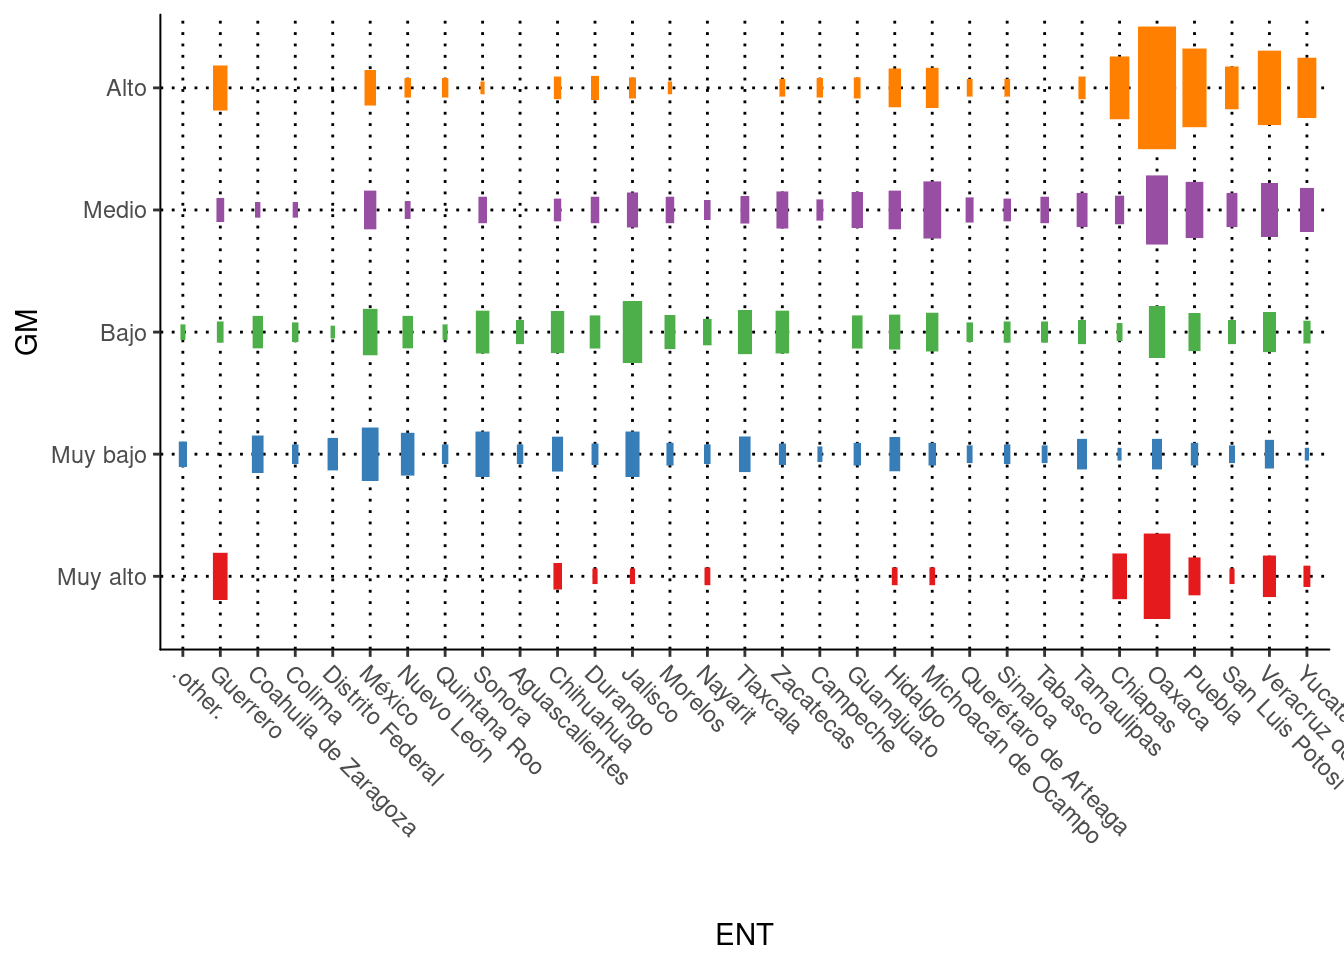 Alto
Medio
Bajo
Muy bajo
Muy alto
GM
.other.
Guerrero
Coahuila de Zaragoza
Colima
Distrito Federal
México
Nuevo León
Quintana Roo
Sonora
Aguascalientes
Chihuahua
Durango
Jalisco
Morelos
Nayarit
Tlaxcala
Zacatecas
Campeche
Guanajuato
Hidalgo
Michoacán de Ocampo
Querétaro de Arteaga
Sinaloa
Tabasco
Tamaulipas
Chiapas
Oaxaca
Puebla
San Luis Potosí
Veracruz
ENT